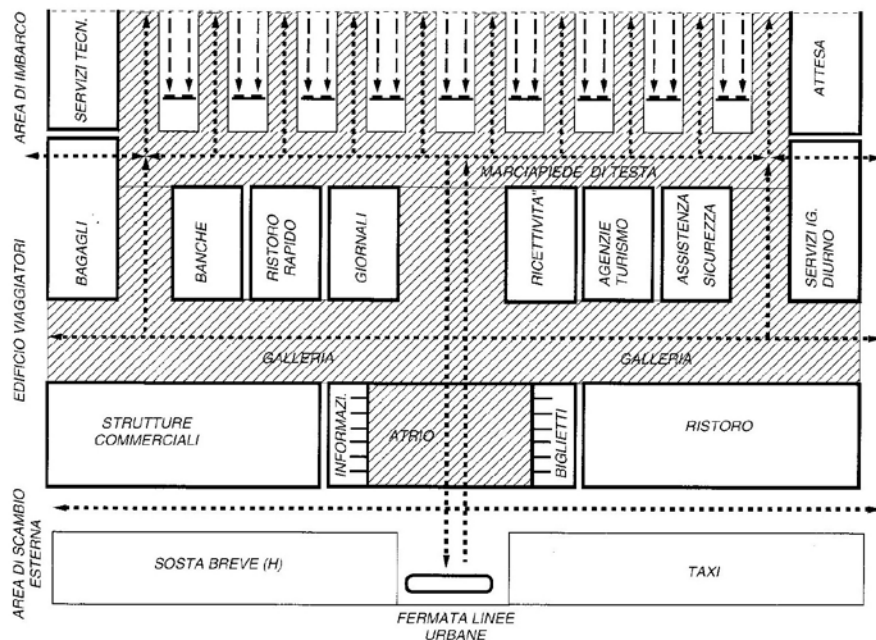 AREA DI IMBARCO
SERVIZI TECN.
ATTESA
MARCIAPIEDE DI TESTA
EDIFICIO VIAGGIATORI
BAGAGLI
BANCHE
RISTORO
RAPIDO
GIORNALI
RICETTIVITA"
AGENZIE
TURISMO
ASSISTENZA
SICUREZZA
SERVIZI IG.
DIURNO
GALLERIA
GALLERIA
STRUTTURE
COMMERCIALI
INFORMAZI.
ATRIO
BIGLIETTI
RISTORO
AREA DI SCAMBIO
ESTERNA
SOSTA BREVE (H)
TAXI
FERMATA LINEE
URBANE